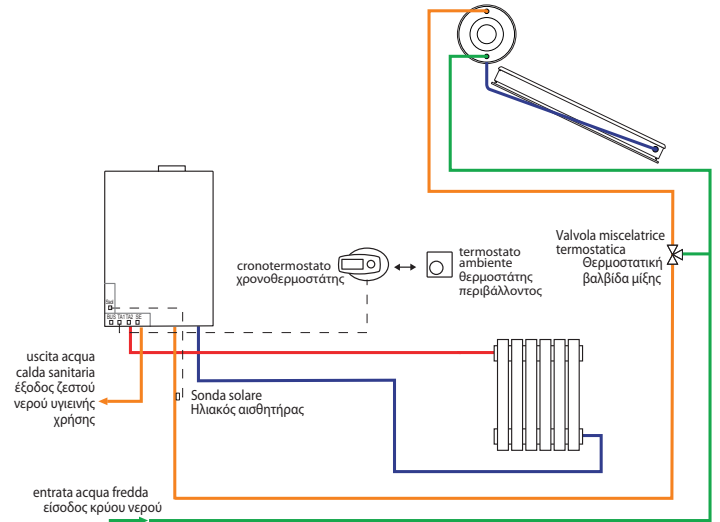 cronotermostato
χρονοθερμοστάτης
termostato
ambiente
θερμοστάτης
περιβάλλοντος
Valvola miscelatrice
termostatica
Θερμοστατική
βαλβίδα μίξης
BUS TA1 TA2 SE
uscita acqua
calda sanitaria
έξοδος ζεστού
νερού υγιεινής
χρήσης
Sonda solare
Ηλιακός αισθητήρας
entrata acqua fredda
είσοδος κρύου νερού